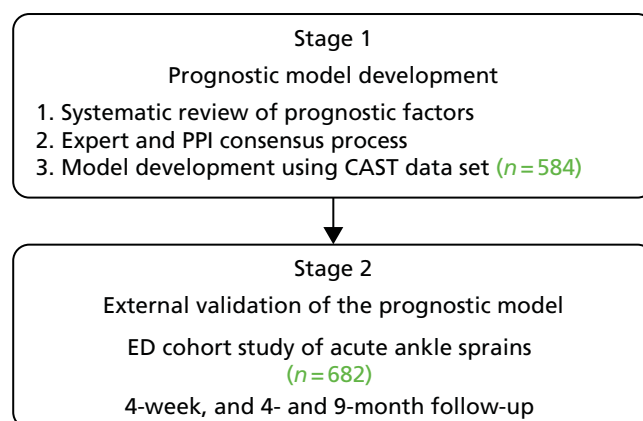 Stage 1
Prognostic model development
1. Systematic review of prognostic factors
2. Expert and PPI consensus process
3. Model development using CAST data set (n=584)
Stage 2
External validation of the prognostic model
ED cohort study of acute ankle sprains
(n=682)
4-week, and 4- and 9-month follow-up